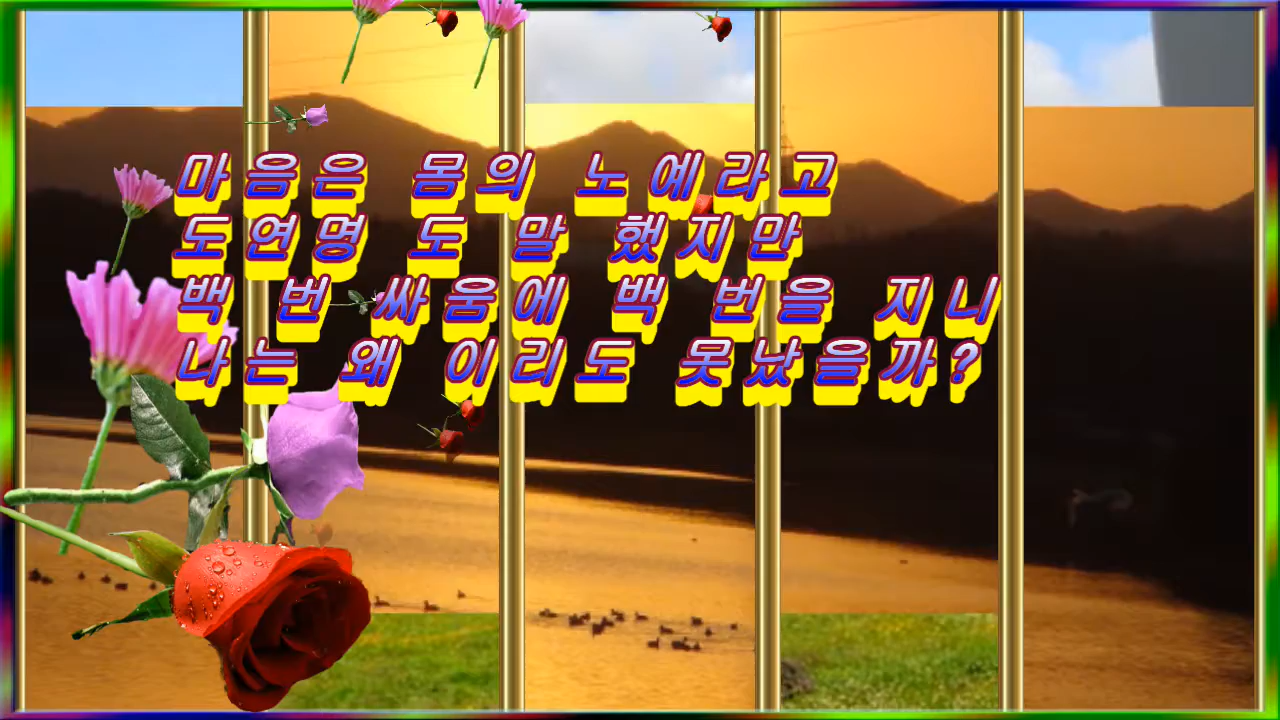 마음은 몸의 노예라고
도연명 도 말 했지만
백 번 싸움에 백 번을 지니
나는 왜 이리도 못났을까?